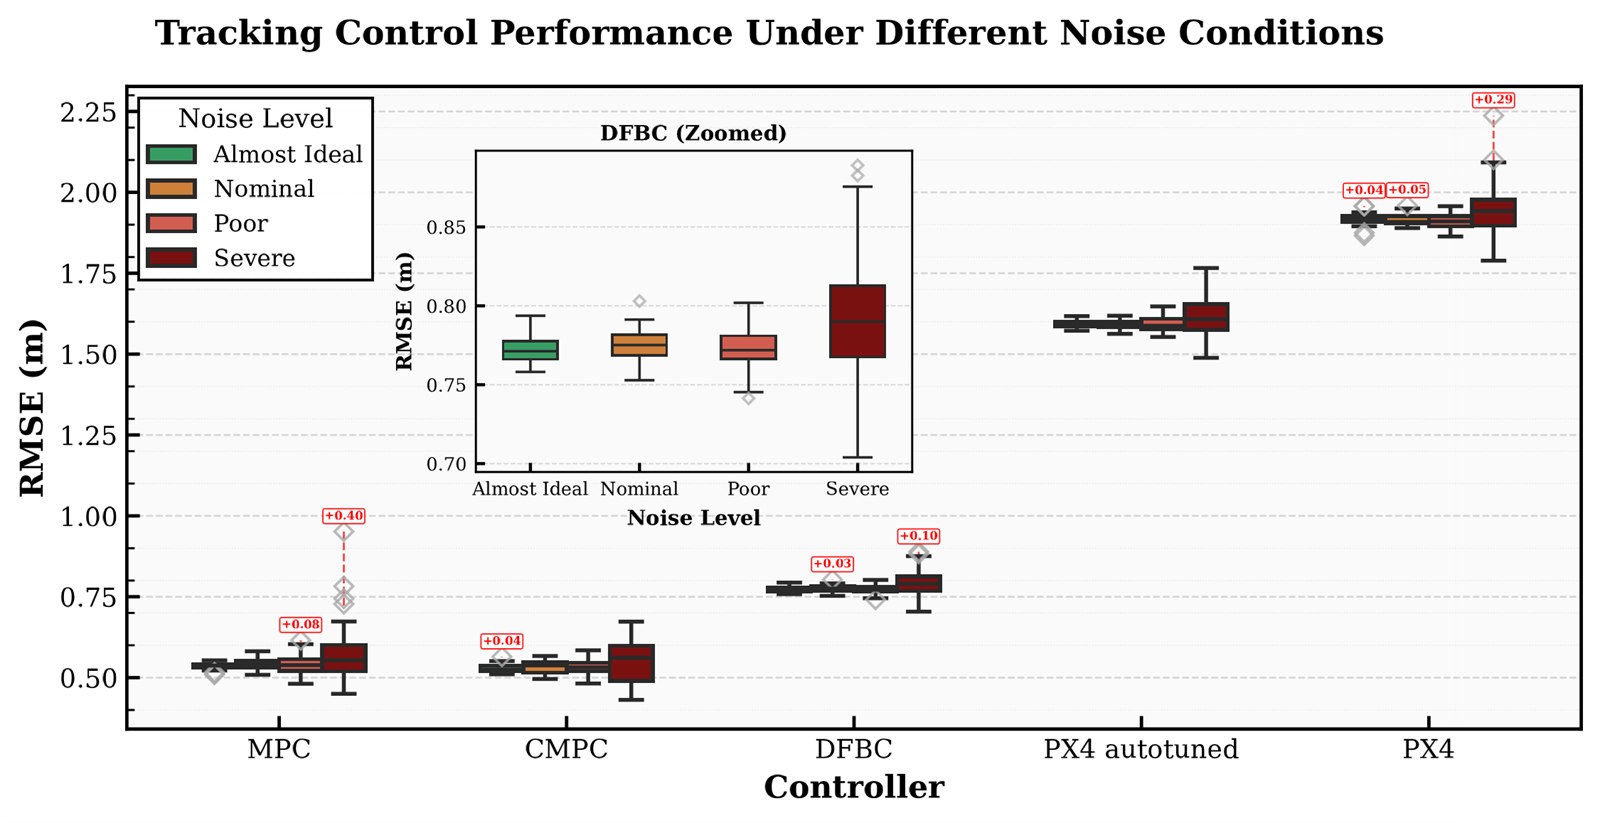 Tracking Control Performance Under Different Noise Conditions
RMSE (m)
2.25
2.00
1.75
1.50
1.25
1.00
0.75
0.50
Noise Level
Almost Ideal
Nominal
Poor
Severe
DFBC (Zoomed)
RMSE (m)
0.85
0.80
0.75
0.70
Almost Ideal Nominal Poor Severe
Noise Level
+0.08
+0.40
+0.04
+0.03
+0.10
+0.04
+0.05
+0.29
MPC CMPC DFBC PX4 autotuned PX4
Controller